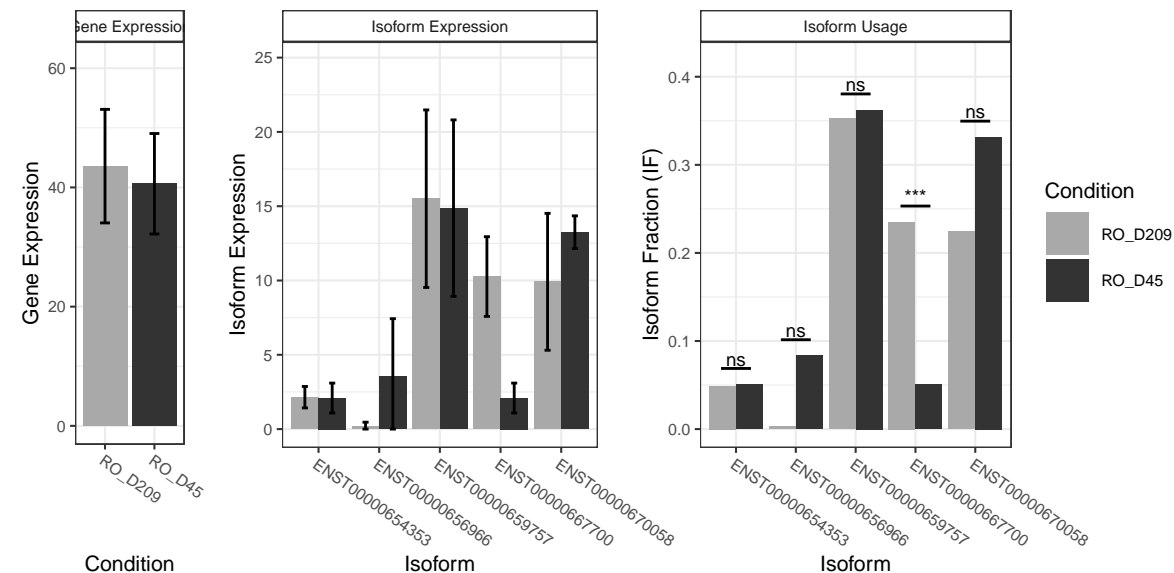 Gene Expression
Gene Expression
60
40
20
0
RO_D209
RO_D45
Condition
Isoform Expression
Isoform Expression
25
20
15
10
5
0
ENST00000654353
ENST00000656966
ENST00000659757
ENST00000667700
ENST00000670058
Isoform
Isoform Usage
Isoform Fraction (IF)
0.4
0.3
0.2
0.1
0.0
ns
ns
ns
***
ns
ENST00000654353
ENST00000656966
ENST00000659757
ENST00000667700
ENST00000670058
Isoform
Condition
RO_D209
RO_D45